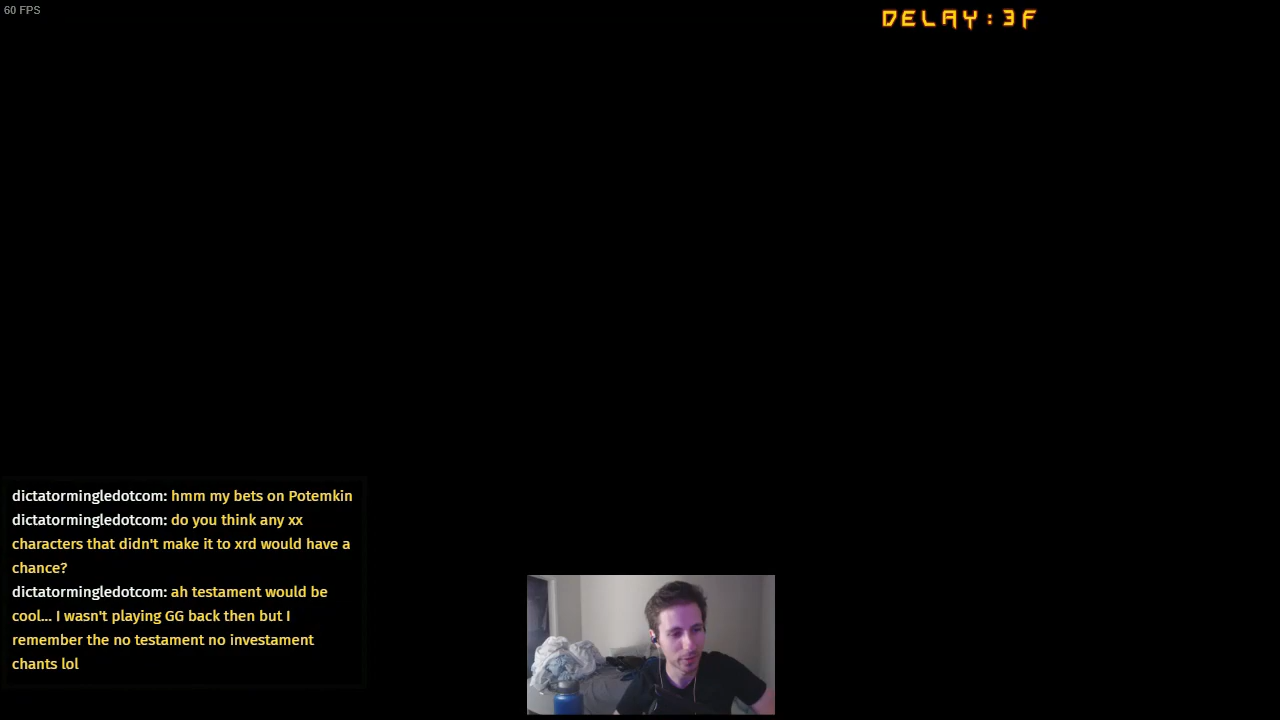 60 FPS
DELAY:3F
dictatormingledotcom: hmm my bets on Potemkin
dictatormingledotcom: do you think any xx
characters that didn't make it to xrd would have a
chance?
dictatormingledotcom: ah testament would be
cool... I wasn't playing GG back then but I
remember the no testament no investament
chants lol